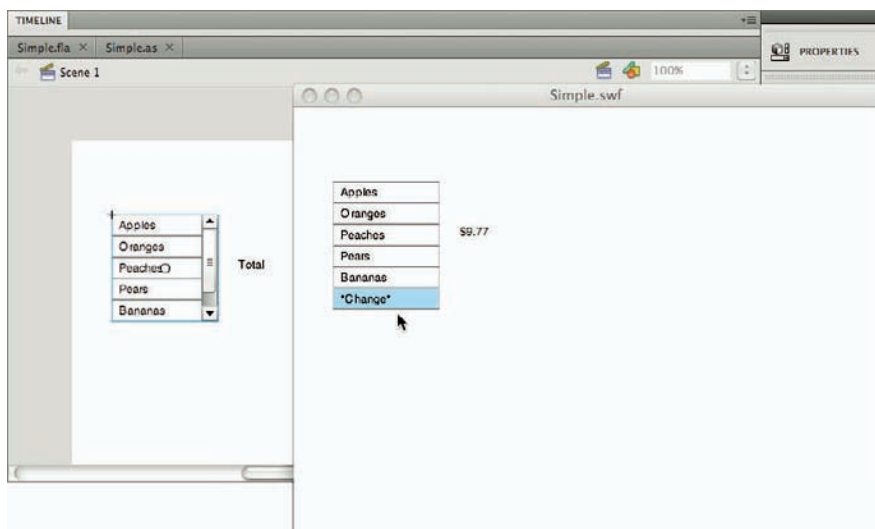 TIMELINE
Simple.fla × Simple.as ×
PROPERTIES
Scene 1
100%
Simple.swf
Apples
Oranges
Peaches
Pears
Bananas
Total
Apples
Oranges
Peaches
Pears
Bananas
*Change*
$9.77